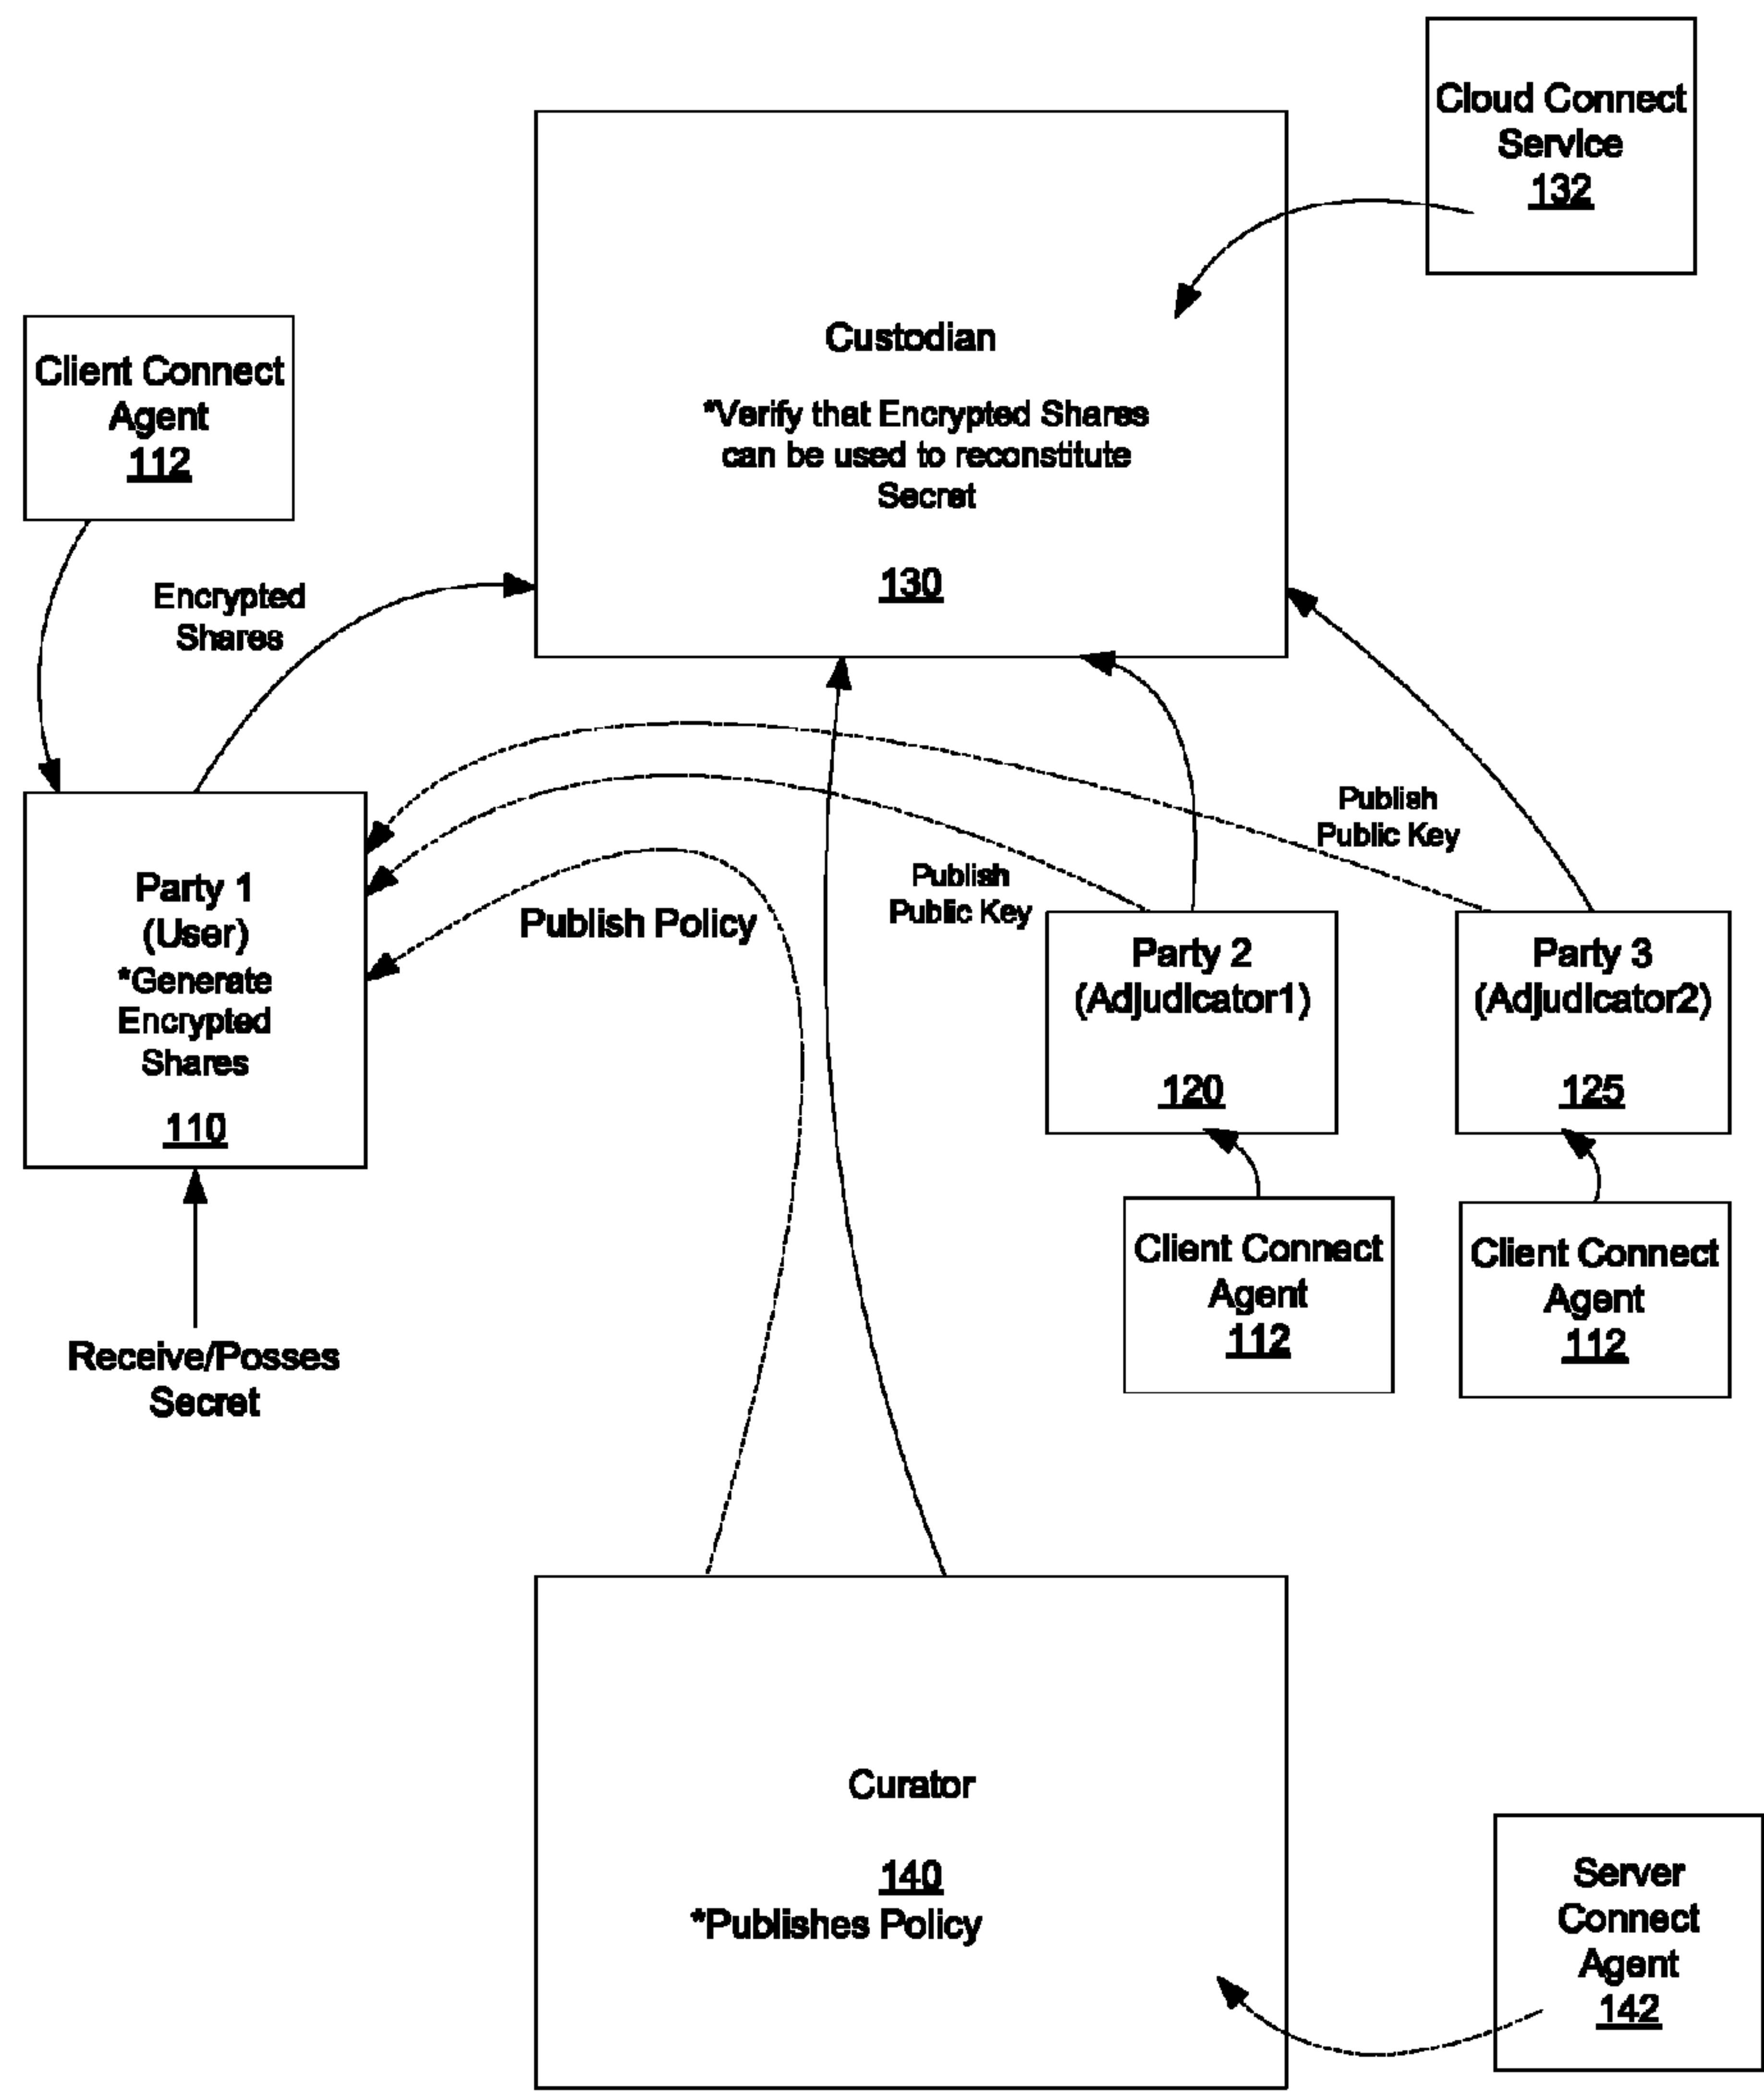 Cloud Connect
Service
132
Custodian
*Verify that Encrypted Shares
can be used to reconstitute
Secret
130
Client Connect
Agent
112
Encrypted
Shares
Party 1
(User)
*Generate
Encrypted
Shares
110
Receive/Posses
Secret
Publish Policy
Publish
Public Key
Publish
Public Key
Party 2
(Adjudicator1)
120
Party 3
(Adjudicator2)
125
Client Connect
Agent
112
Client Connect
Agent
112
Curator
140
*Publishes Policy
Server
Connect
Agent
142